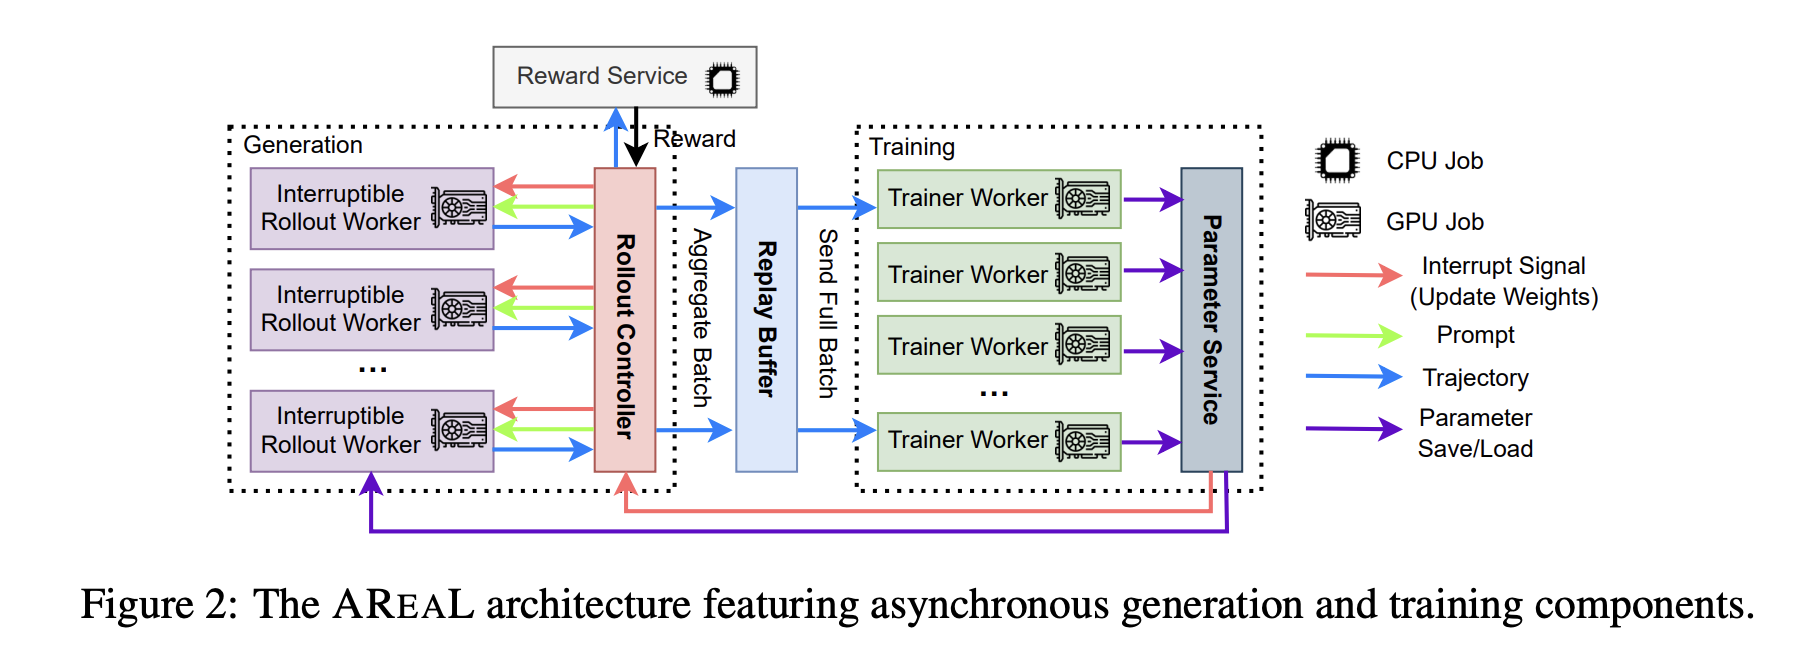 Reward Service
Reward
Generation
Interruptible
Rollout Worker
Interruptible
Rollout Worker
...
Interruptible
Rollout Worker
Rollout Controller
Aggregate Batch
Replay Buffer
Send Full Batch
Training
Trainer Worker
Trainer Worker
Trainer Worker
...
Trainer Worker
Parameter Service
CPU Job
GPU Job
Interrupt Signal
(Update Weights)
Prompt
Trajectory
Parameter
Save/Load
Figure 2: The AREAL architecture featuring asynchronous generation and training components.